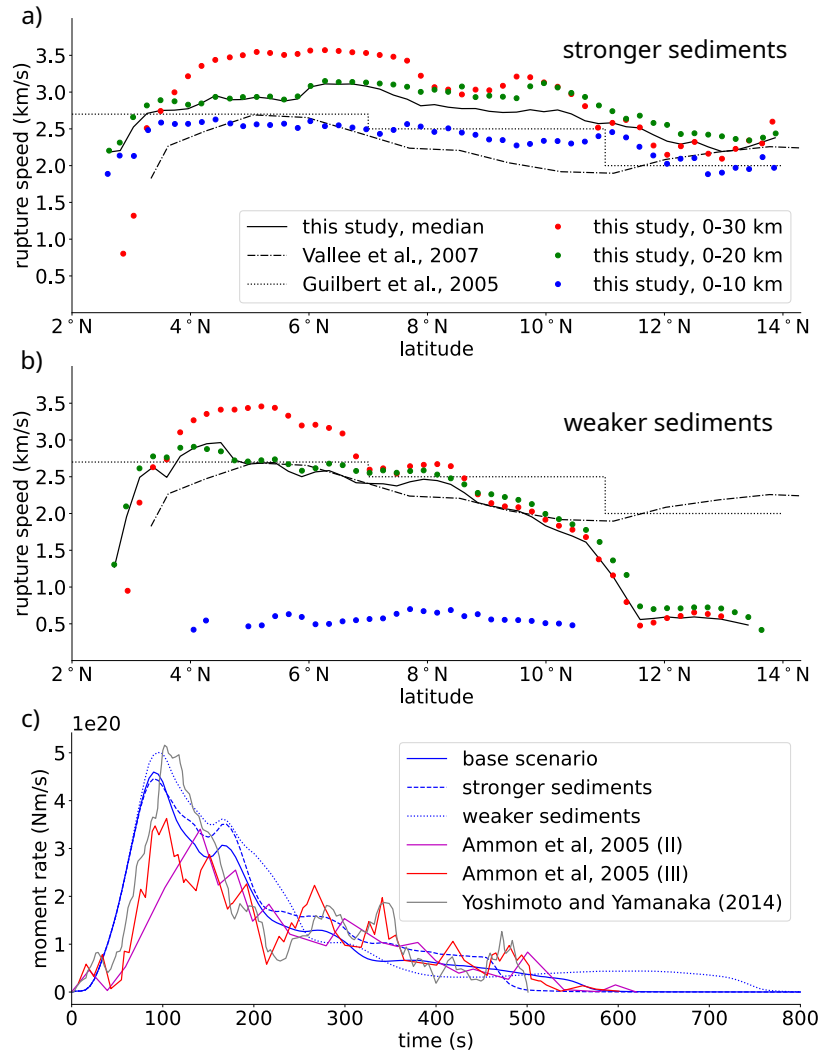 a)
stronger sediments
rupture speed (km/s)
3.5
3.0
2.5
2.0
1.5
1.0
0.5
this study, median
Vallee et al., 2007
Guilbert et al., 2005
this study, 0-30 km
this study, 0-20 km
this study, 0-10 km
2°N 4°N 6°N 8°N 10°N 12°N 14°N
latitude
b)
weaker sediments
rupture speed (km/s)
3.5
3.0
2.5
2.0
1.5
1.0
0.5
2°N 4°N 6°N 8°N 10°N 12°N 14°N
latitude
c)
1e20
moment rate (Nm/s)
5
4
3
2
1
0
base scenario
stronger sediments
weaker sediments
Ammon et al, 2005 (II)
Ammon et al, 2005 (III)
Yoshimoto and Yamanaka (2014)
0 100 200 300 400 500 600 700 800
time (s)